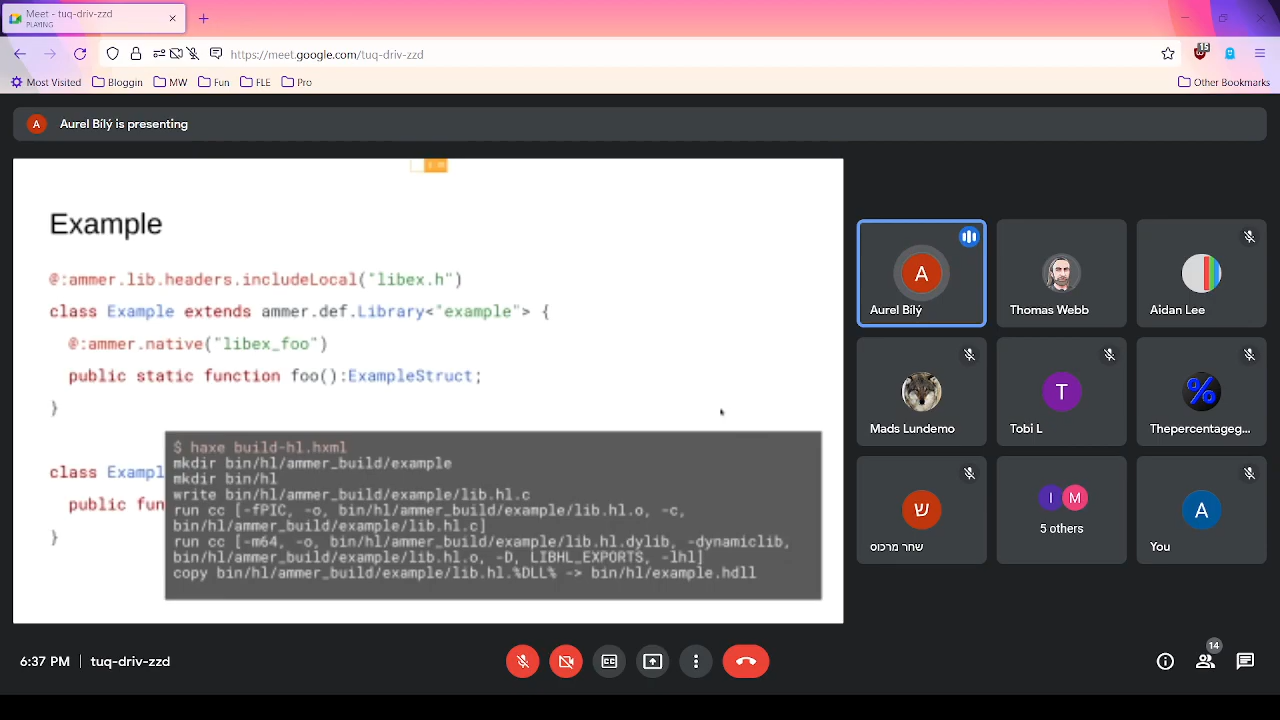 Meet - tuq-driv-zzd
PLAYING
15
https://meet.google.com/tuq-driv-zzd
Most Visited
Bloggin
MW
Fun
FLE
Pro
Other Bookmarks
A
Aurel Bílý is presenting
Example
@:ammer.lib.headers.includeLocal("libex.h")
class Example extends ammer.def.Library<"example"> {
@:ammer.native("libex_foo")
public static function foo():ExampleStruct;
}
class Exampl
public fun
}
$ haxe build-hl.hxml
mkdir bin/hl/ammer_build/example
mkdir bin/hl
write bin/hl/ammer_build/example/lib.hl.c
run cc [-fPIC, -o, bin/hl/ammer_build/example/lib.hl.o, -c,
bin/hl/ammer_build/example/lib.hl.c]
run cc [-m64, -o, bin/hl/ammer_build/example/lib.hl.dylib, -dynamiclib,
bin/hl/ammer_build/example/lib.hl.o, -D, LIBHL_EXPORTS, -lhl]
copy bin/hl/ammer_build/example/lib.hl.%DLL% -> bin/hl/example.hdll
A
Aurel Bílý
Thomas Webb
Aidan Lee
Mads Lundemo
T
Tobi L
%
Thepercentageg...
ש
שחר מרכוס
I M
5 others
A
You
6:37 PM | tuq-driv-zzd
CC
14